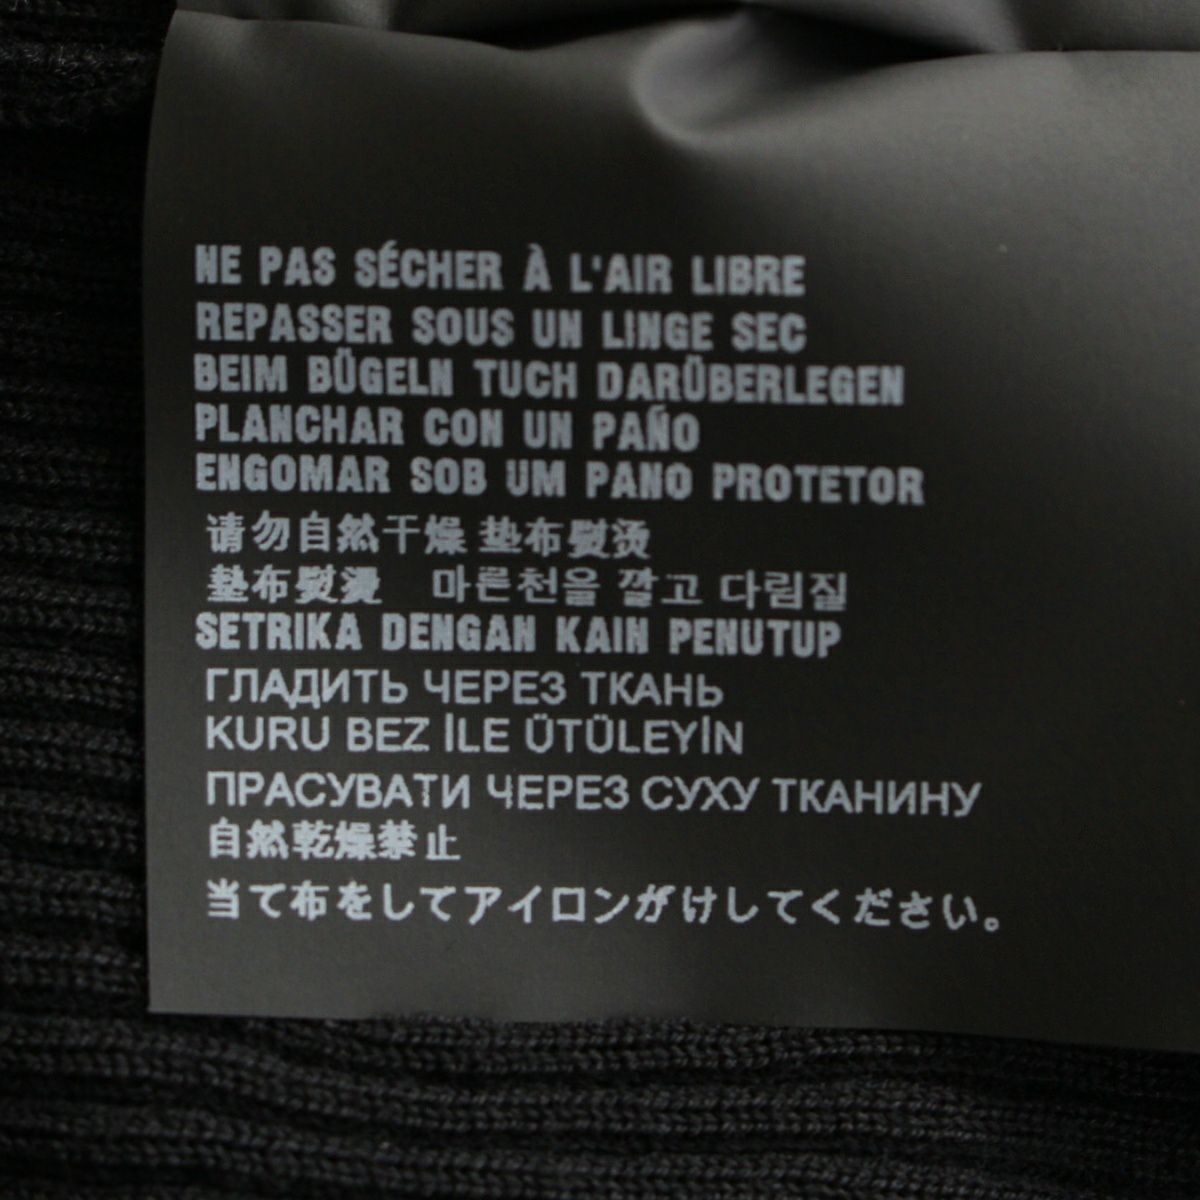 NE PAS SÉCHER À L'AIR LIBRE
REPASSER SOUS UN LINGE SEC
BEIM BÜGELN TUCH DARÜBERLEGEN
PLANCHAR CON UN PAÑO
ENGOMAR SOB UM PANO PROTETOR
请勿自然干燥 垫布熨烫
墊布熨燙 마른천을 깔고 다림질
SETRIKA DENGAN KAIN PENUTUP
ГЛАДИТЬ ЧЕРЕЗ ТКАНЬ
KURU BEZ İLE ÜTÜLEYİN
ПРАСУВАТИ ЧЕРЕЗ СУХУ ТКАНИНУ
自然乾燥禁止
当て布をしてアイロンがけしてください。